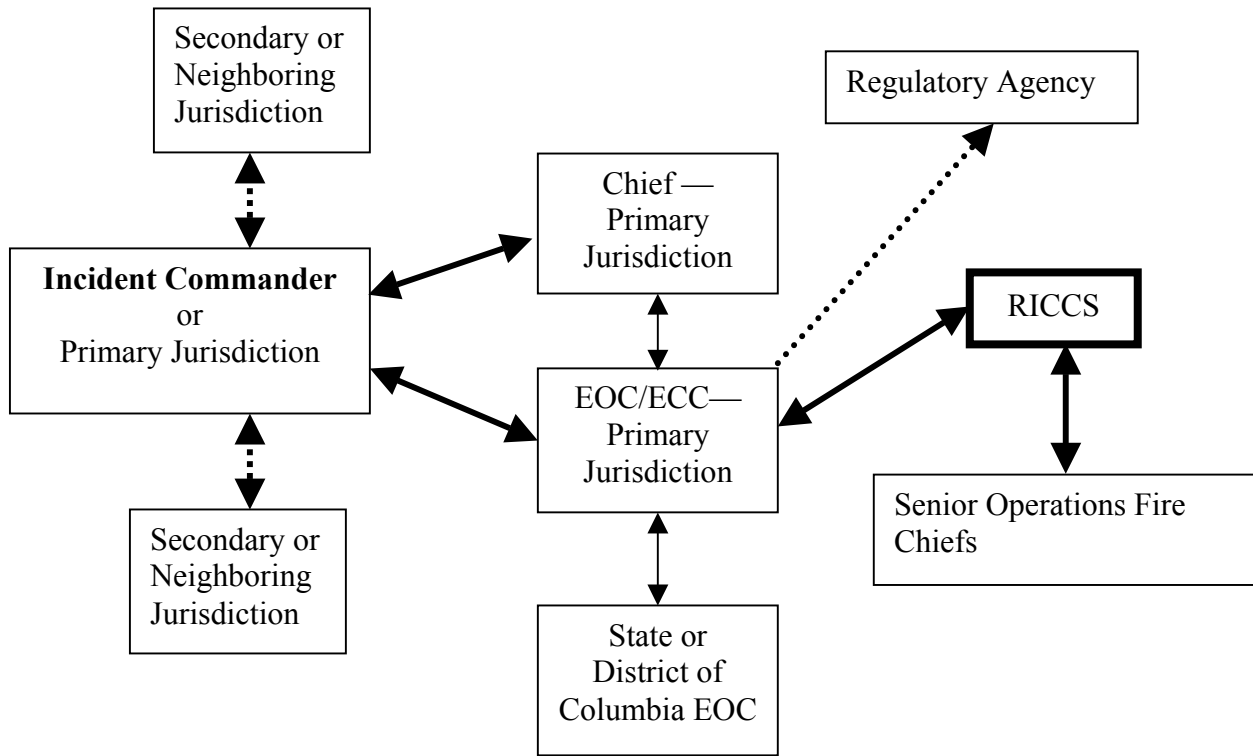 Secondary or
Neighboring
Jurisdiction
Regulatory Agency
Chief —
Primary
Jurisdiction
Incident Commander
or
Primary Jurisdiction
RICCS
EOC/ECC—
Primary
Jurisdiction
Senior Operations Fire
Chiefs
Secondary or
Neighboring
Jurisdiction
State or
District of
Columbia EOC